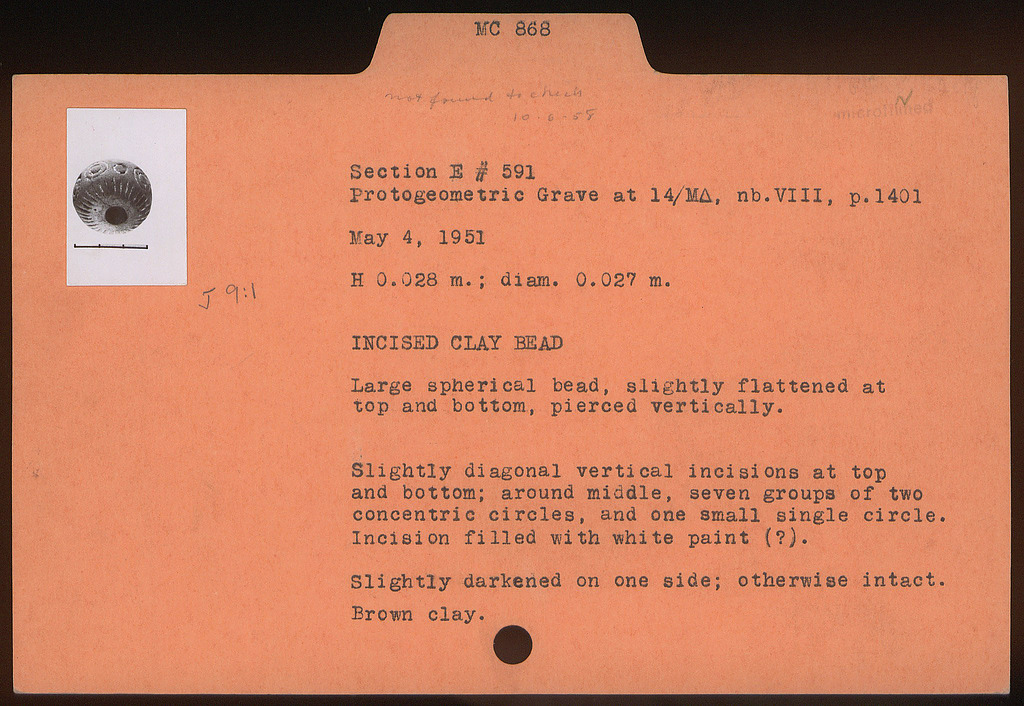 MC 868
not found to check
10-6-58
microfilmed
Section E # 591
Protogeometric Grave at 14/ΜΔ, nb.VIII, p.1401
May 4, 1951
H 0.028 m.; diam. 0.027 m.
J 9:1
INCISED CLAY BEAD
Large spherical bead, slightly flattened at
top and bottom, pierced vertically.
Slightly diagonal vertical incisions at top
and bottom; around middle, seven groups of two
concentric circles, and one small single circle.
Incision filled with white paint (?).
Slightly darkened on one side; otherwise intact.
Brown clay.